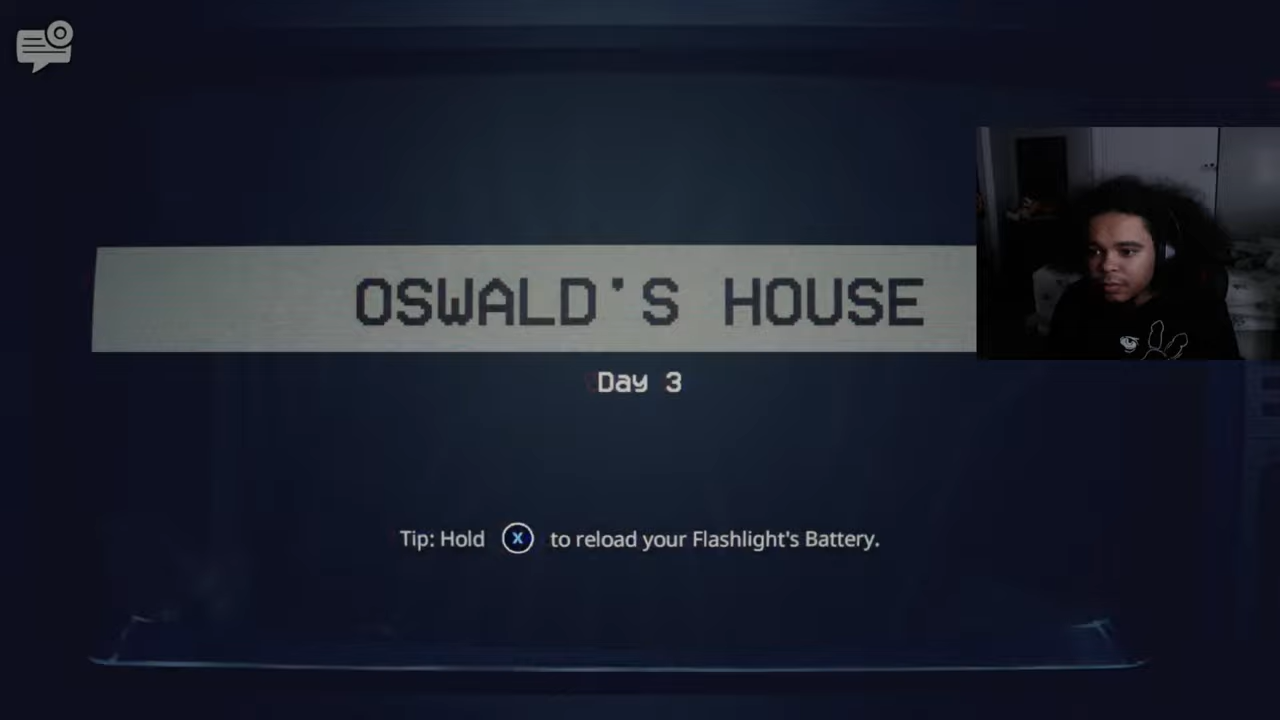 OSWALD'S HOUSE
Day 3
Tip: Hold X to reload your Flashlight's Battery.